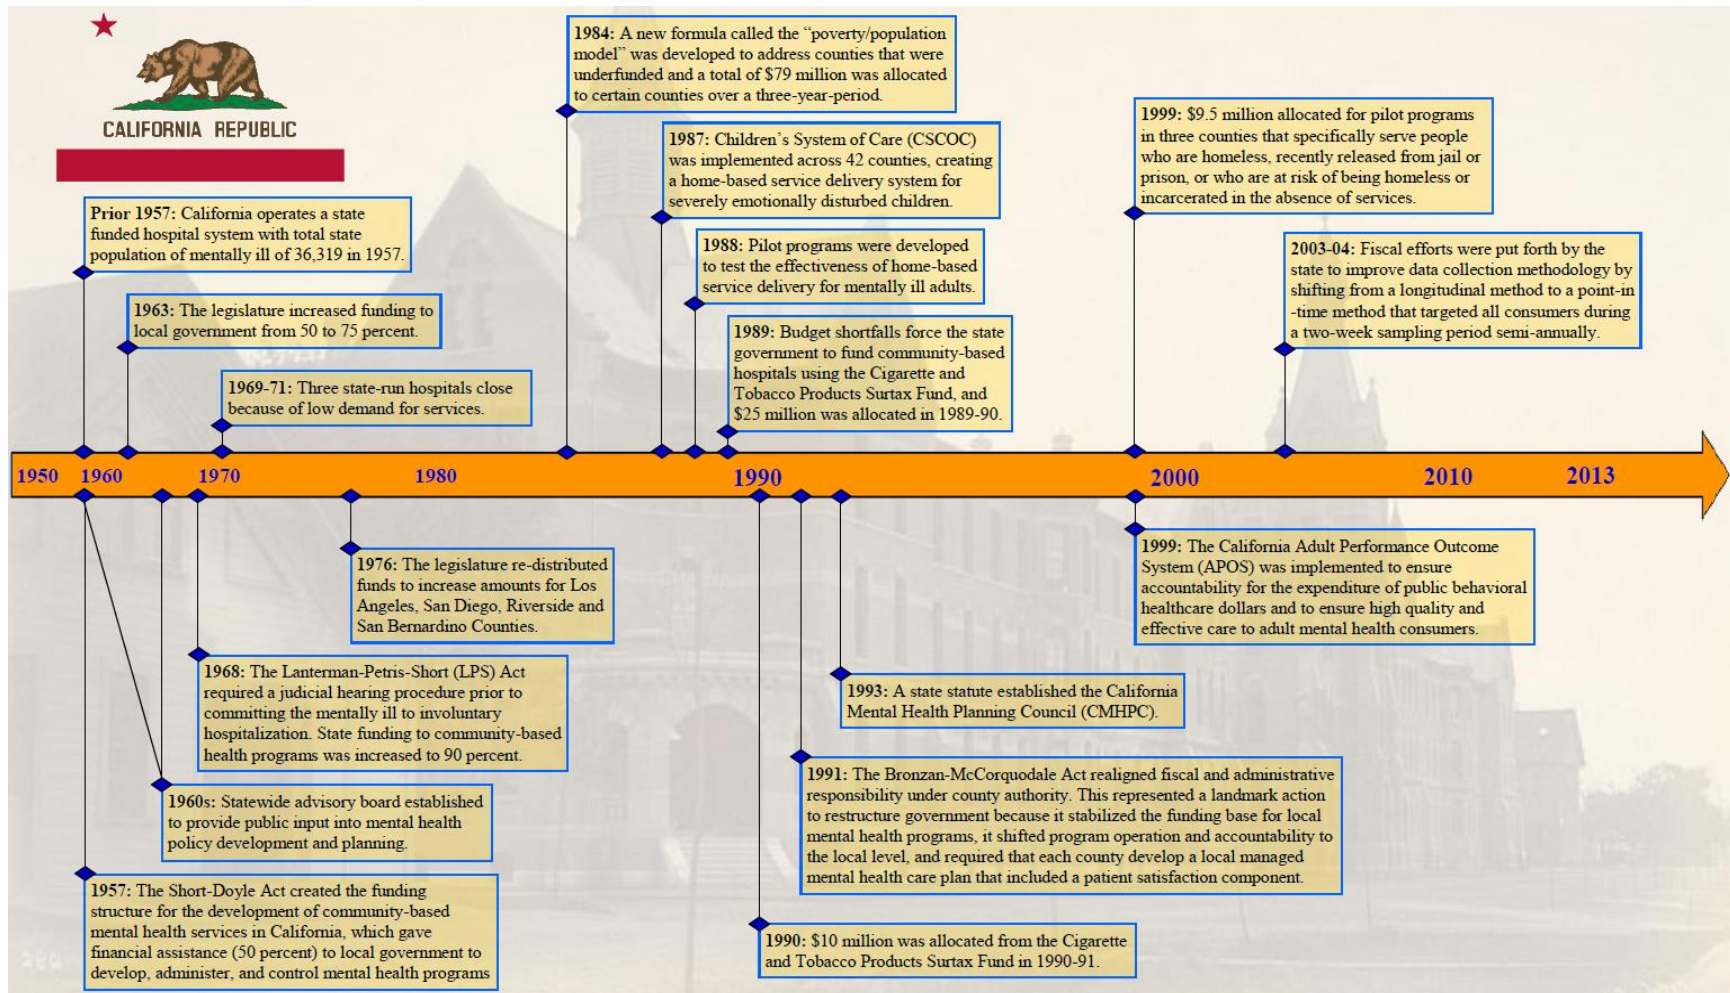 CALIFORNIA REPUBLIC
1984: A new formula called the “poverty/population
model” was developed to address counties that were
underfunded and a total of $79 million was allocated
to certain counties over a three-year-period.
1987: Children’s System of Care (CSCOC)
was implemented across 42 counties, creating
a home-based service delivery system for
severely emotionally disturbed children.
1999: $9.5 million allocated for pilot programs
in three counties that specifically serve people
who are homeless, recently released from jail or
prison, or who are at risk of being homeless or
incarcerated in the absence of services.
Prior 1957: California operates a state
funded hospital system with total state
population of mentally ill of 36,319 in 1957.
1988: Pilot programs were developed
to test the effectiveness of home-based
service delivery for mentally ill adults.
2003-04: Fiscal efforts were put forth by the
state to improve data collection methodology by
shifting from a longitudinal method to a point-in
-time method that targeted all consumers during
a two-week sampling period semi-annually.
1963: The legislature increased funding to
local government from 50 to 75 percent.
1989: Budget shortfalls force the state
government to fund community-based
hospitals using the Cigarette and
Tobacco Products Surtax Fund, and
$25 million was allocated in 1989-90.
1969-71: Three state-run hospitals close
because of low demand for services.
1950 1960 1970 1980 1990 2000 2010 2013
1976: The legislature re-distributed
funds to increase amounts for Los
Angeles, San Diego, Riverside and
San Bernardino Counties.
1999: The California Adult Performance Outcome
System (APOS) was implemented to ensure
accountability for the expenditure of public behavioral
healthcare dollars and to ensure high quality and
effective care to adult mental health consumers.
1968: The Lanterman-Petris-Short (LPS) Act
required a judicial hearing procedure prior to
committing the mentally ill to involuntary
hospitalization. State funding to community-based
health programs was increased to 90 percent.
1993: A state statute established the California
Mental Health Planning Council (CMHPC).
1960s: Statewide advisory board established
to provide public input into mental health
policy development and planning.
1991: The Bronzan-McCorquodale Act realigned fiscal and administrative
responsibility under county authority. This represented a landmark action
to restructure government because it stabilized the funding base for local
mental health programs, it shifted program operation and accountability to
the local level, and required that each county develop a local managed
mental health care plan that included a patient satisfaction component.
1957: The Short-Doyle Act created the funding
structure for the development of community-based
mental health services in California, which gave
financial assistance (50 percent) to local government to
develop, administer, and control mental health programs
1990: $10 million was allocated from the Cigarette
and Tobacco Products Surtax Fund in 1990-91.